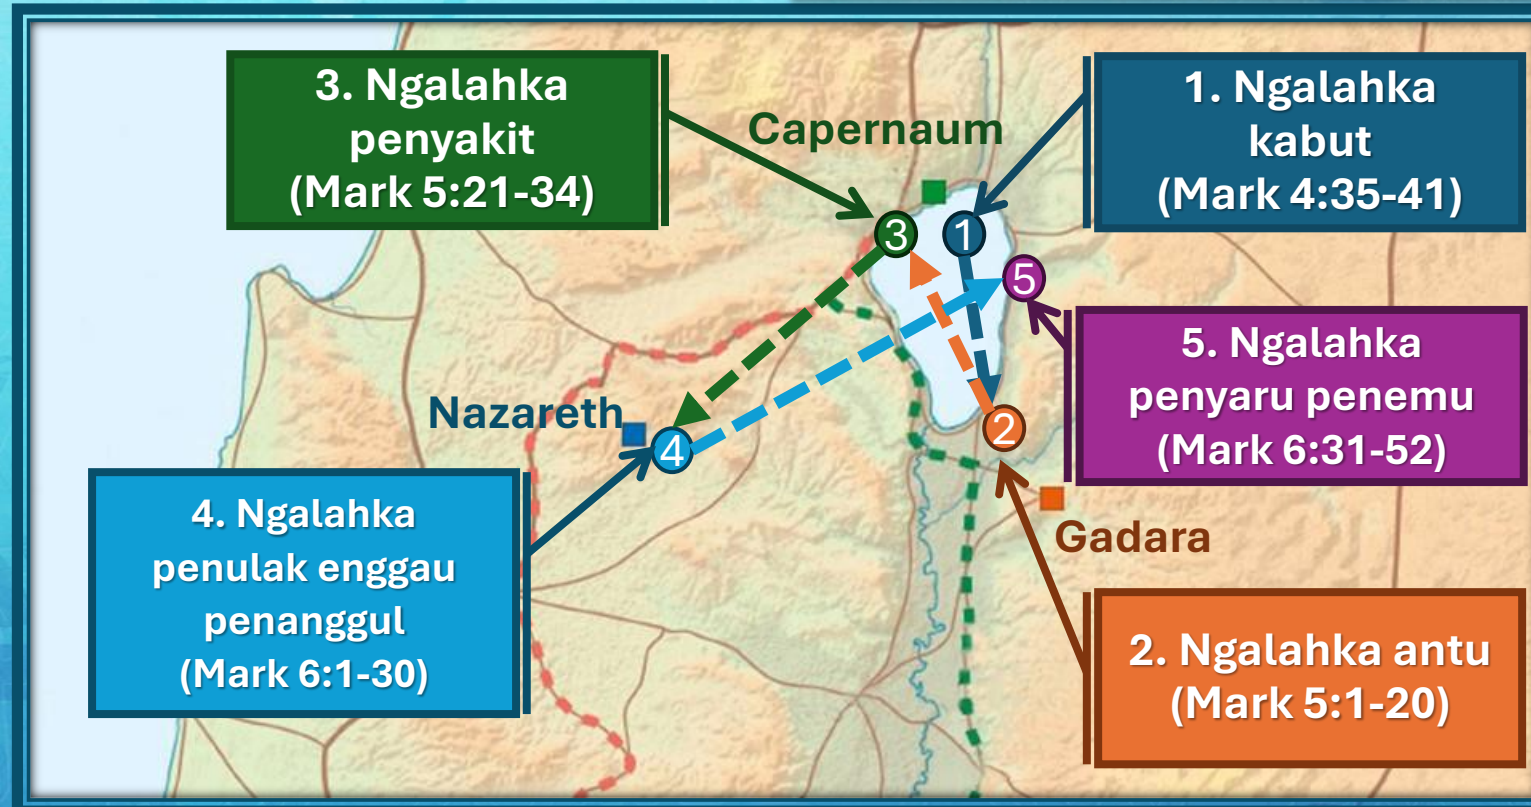 3. Ngalahka
penyakit
(Mark 5:21-34)
Capernaum
1. Ngalahka
kabut
(Mark 4:35-41)
3
1
5
5. Ngalahka
penyaru penemu
(Mark 6:31-52)
Nazareth
4
2
4. Ngalahka
penulak enggau
penanggul
(Mark 6:1-30)
Gadara
2. Ngalahka antu
(Mark 5:1-20)